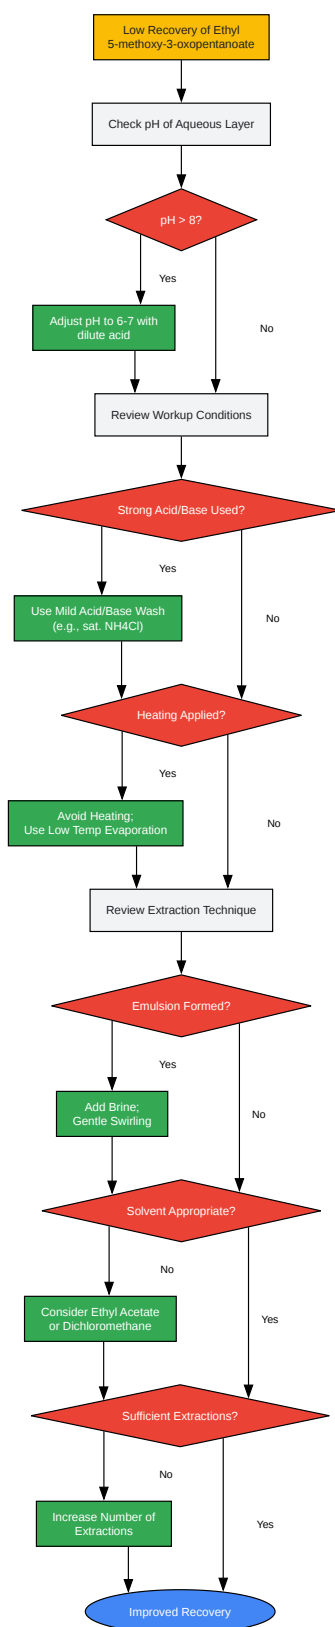 Low Recovery of Ethyl
5-methoxy-3-oxopentanoate
Check pH of Aqueous Layer
pH > 8?
Yes
Adjust pH to 6-7 with
dilute acid
No
Review Workup Conditions
Strong Acid/Base Used?
Yes
Use Mild Acid/Base Wash
(e.g., sat. NH4Cl)
No
Heating Applied?
Yes
Avoid Heating;
Use Low Temp Evaporation
No
Review Extraction Technique
Emulsion Formed?
Yes
Add Brine;
Gentle Swirling
No
Solvent Appropriate?
No
Consider Ethyl Acetate
or Dichloromethane
Yes
Sufficient Extractions?
No
Increase Number of
Extractions
Yes
Improved Recovery